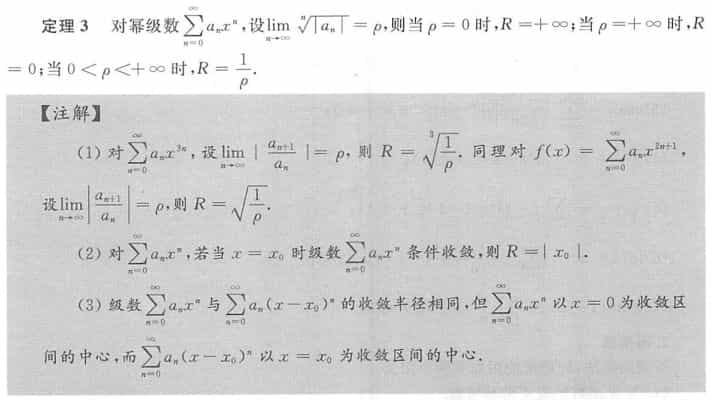 定理 3 对幂级数 $\sum_{n=0}^{\infty} a_n x^n$,设 $\lim_{n\to\infty} \sqrt[n]{|a_n|} = \rho$,则当 $\rho = 0$ 时,$R = +\infty$;当 $\rho = +\infty$ 时,$R$
$= 0$;当 $0 < \rho < +\infty$ 时,$R = \frac{1}{\rho}$.
【注解】
(1) 对 $\sum_{n=0}^{\infty} a_n x^{3n}$,设 $\lim_{n\to\infty} | \frac{a_{n+1}}{a_n} | = \rho$, 则 $R = \sqrt[3]{\frac{1}{\rho}}$. 同理对 $f(x) = \sum_{n=0}^{\infty} a_n x^{2n+1}$,
设 $\lim_{n\to\infty} \left| \frac{a_{n+1}}{a_n} \right| = \rho$,则 $R = \sqrt{\frac{1}{\rho}}$.
(2) 对 $\sum_{n=0}^{\infty} a_n x^n$,若当 $x = x_0$ 时级数 $\sum_{n=0}^{\infty} a_n x^n$ 条件收敛,则 $R = | x_0 |$.
(3) 级数 $\sum_{n=0}^{\infty} a_n x^n$ 与 $\sum_{n=0}^{\infty} a_n (x - x_0)^n$ 的收敛半径相同,但 $\sum_{n=0}^{\infty} a_n x^n$ 以 $x = 0$ 为收敛区
间的中心,而 $\sum_{n=0}^{\infty} a_n (x - x_0)^n$ 以 $x = x_0$ 为收敛区间的中心.